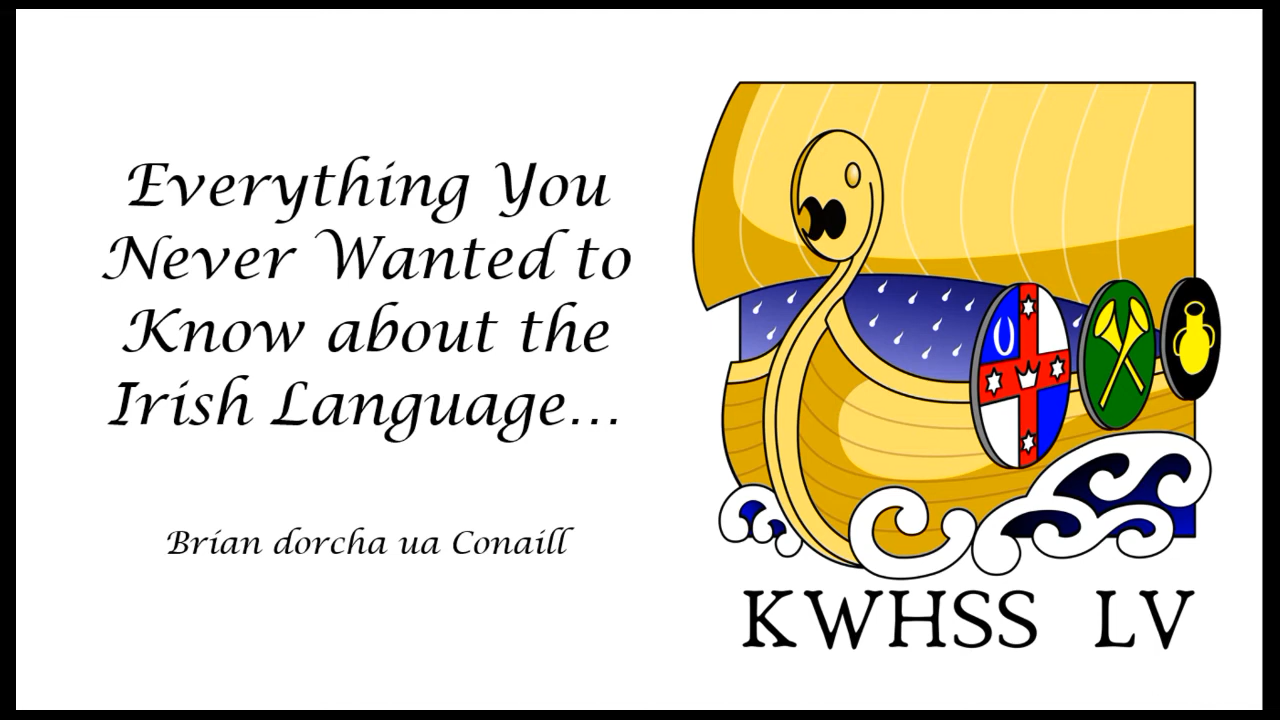 Everything You
Never Wanted to
Know about the
Irish Language...
Brian dorcha ua Conaill
KWHSS LV